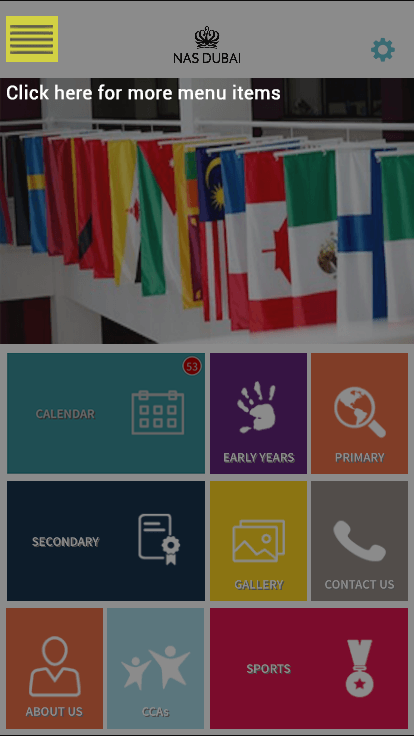 NAS DUBAI
Click here for more menu items
CALENDAR
53
EARLY YEARS
PRIMARY
SECONDARY
GALLERY
CONTACT US
ABOUT US
CCAs
SPORTS